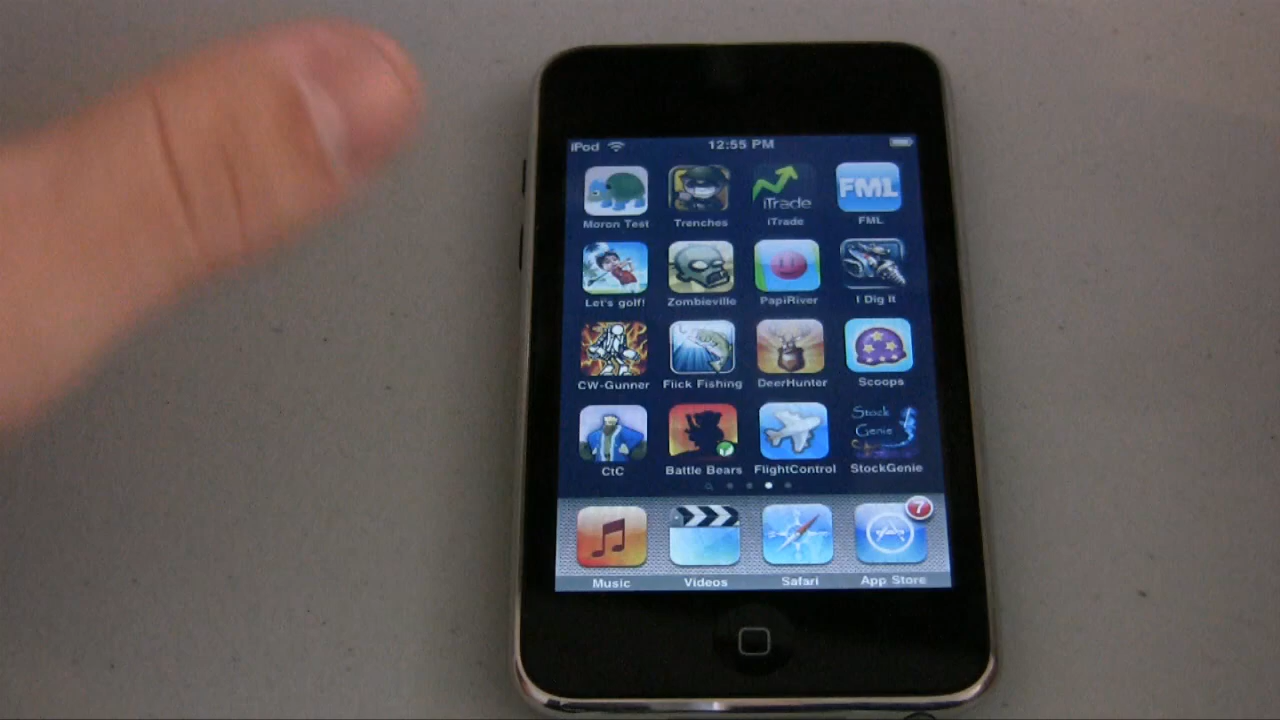 iPod 12:55 PM
iTrade FML
Moron Test Trenches iTrade FML
Let's golf! Zombieville PapiRiver I Dig It
CW-Gunner Flick Fishing DeerHunter Scoops
Stock
Genie
CtC Battle Bears FlightControl StockGenie
7
Music Videos Safari App Store